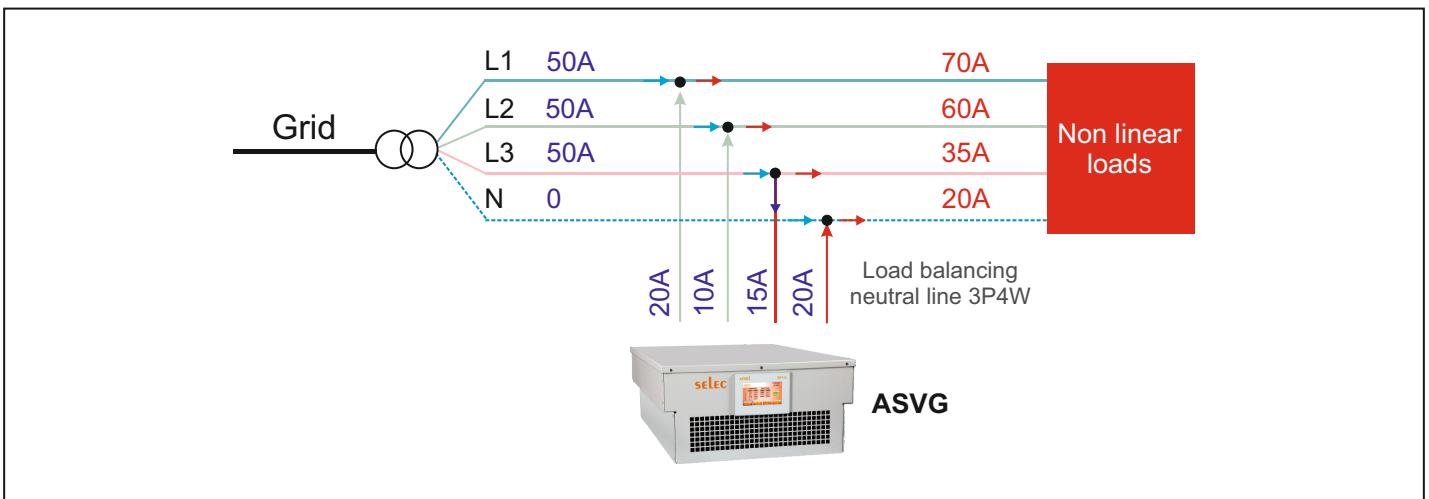 L1 50A 70A
L2 50A 60A
Grid
L3 50A 35A
N 0 20A
Non linear
loads
20A
10A
15A
20A
Load balancing
neutral line 3P4W
selec
ASVG